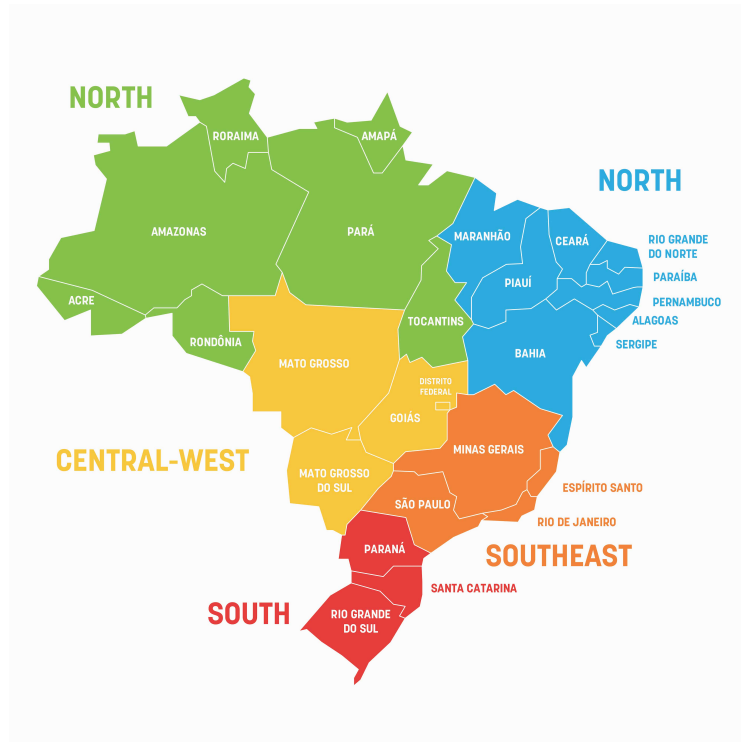 NORTH
RORAIMA
AMAPÁ
NORTH
AMAZONAS
PARÁ
MARANHÃO
CEARÁ
RIO GRANDE
DO NORTE
PARAÍBA
PIAUÍ
PERNAMBUCO
ACRE
ALAGOAS
TOCANTINS
RONDÔNIA
SERGIPE
BAHIA
MATO GROSSO
DISTRITO
FEDERAL
GOIÁS
CENTRAL-WEST
MINAS GERAIS
MATO GROSSO
DO SUL
ESPÍRITO SANTO
SÃO PAULO
RIO DE JANEIRO
PARANÁ
SOUTHEAST
SANTA CATARINA
SOUTH
RIO GRANDE
DO SUL